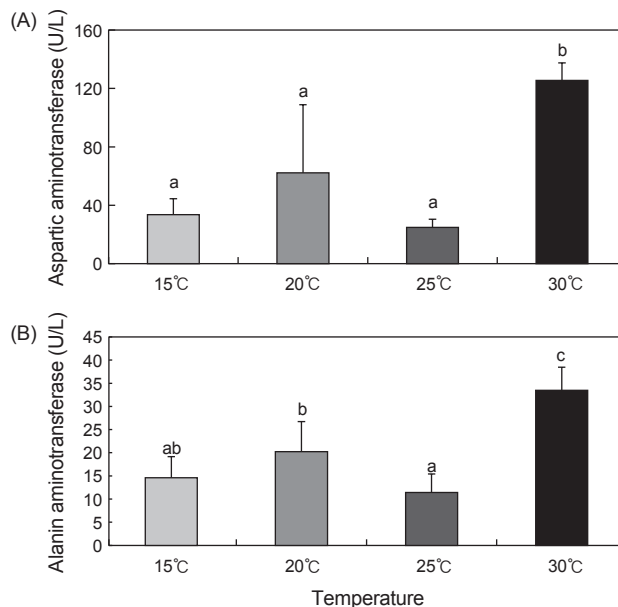 (A)
Aspartic aminotransferase (U/L)
160
120
80
40
0
a
a
a
b
15℃
20℃
25℃
30℃
(B)
Alanin aminotransferase (U/L)
45
40
35
30
25
20
15
10
5
0
ab
b
a
c
15℃
20℃
25℃
30℃
Temperature